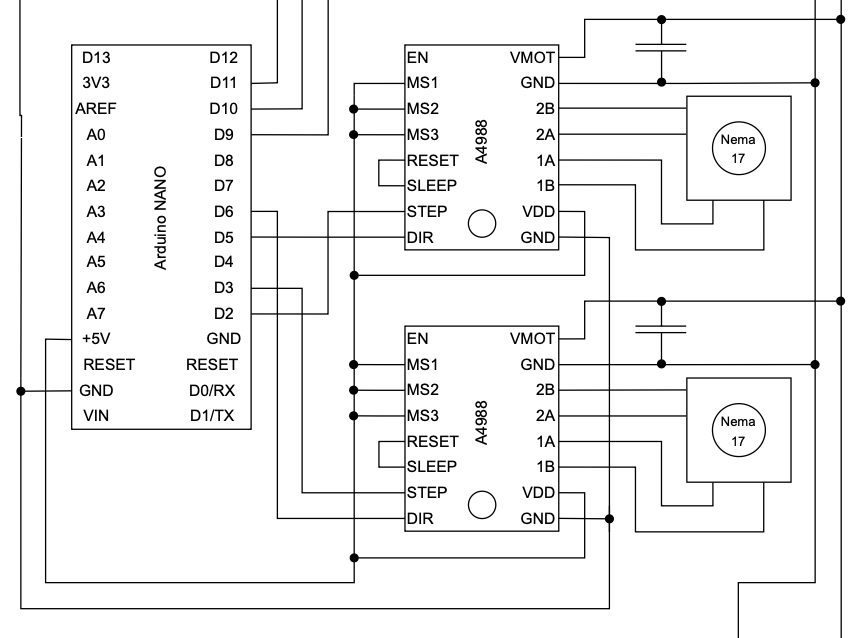 D13 D12
3V3 D11
AREF D10
A0 D9
A1 D8
A2 D7
A3 D6
A4 D5
A5 D4
A6 D3
A7 D2
+5V GND
RESET RESET
GND D0/RX
VIN D1/TX
Arduino NANO
EN VMOT
MS1 GND
MS2 2B
MS3 2A
RESET 1A
SLEEP 1B
STEP VDD
DIR GND
A4988
Nema
17
EN VMOT
MS1 GND
MS2 2B
MS3 2A
RESET 1A
SLEEP 1B
STEP VDD
DIR GND
A4988
Nema
17